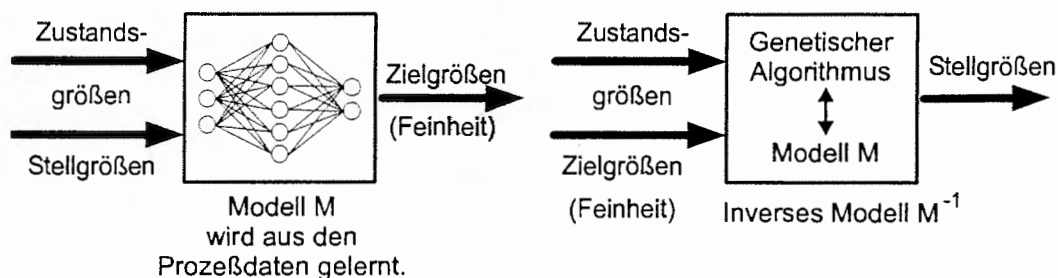 Zustands-
größen
Stellgrößen
Zielgrößen
(Feinheit)
Modell M
wird aus den
Prozeßdaten gelernt.
Zustands-
größen
Zielgrößen
(Feinheit)
Genetischer
Algorithmus
Modell M
Stellgrößen
Inverses Modell M⁻¹